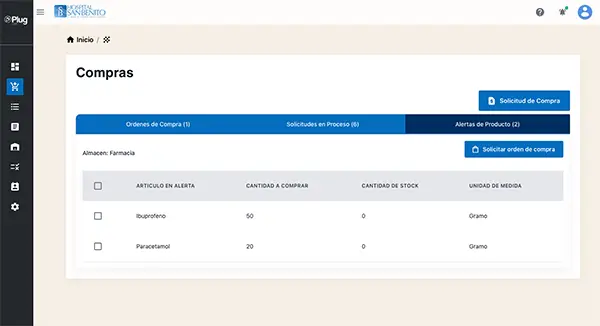 Plug
HOSPITAL
SAN BENITO
Inicio /
Compras
Solicitud de Compra
Ordenes de Compra (1)
Solicitudes en Proceso (6)
Alertas de Producto (2)
Almacen: Farmacia
Solicitar orden de compra
ARTICULO EN ALERTA CANTIDAD A COMPRAR CANTIDAD DE STOCK UNIDAD DE MEDIDA
Ibuprofeno 50 0 Gramo
Paracetamol 20 0 Gramo